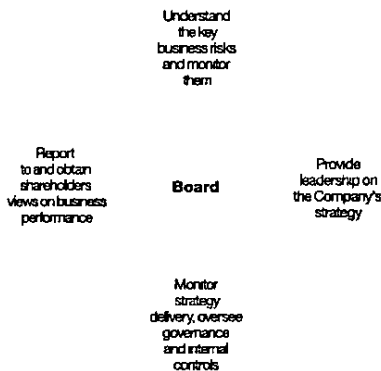 Understand
the key
business risks
and monitor
them
Report
to and obtain
shareholders
views on business
performance
Board
Provide
leadership on
the Company's
strategy
Monitor
strategy
delivery, oversee
governance
and internal
controls